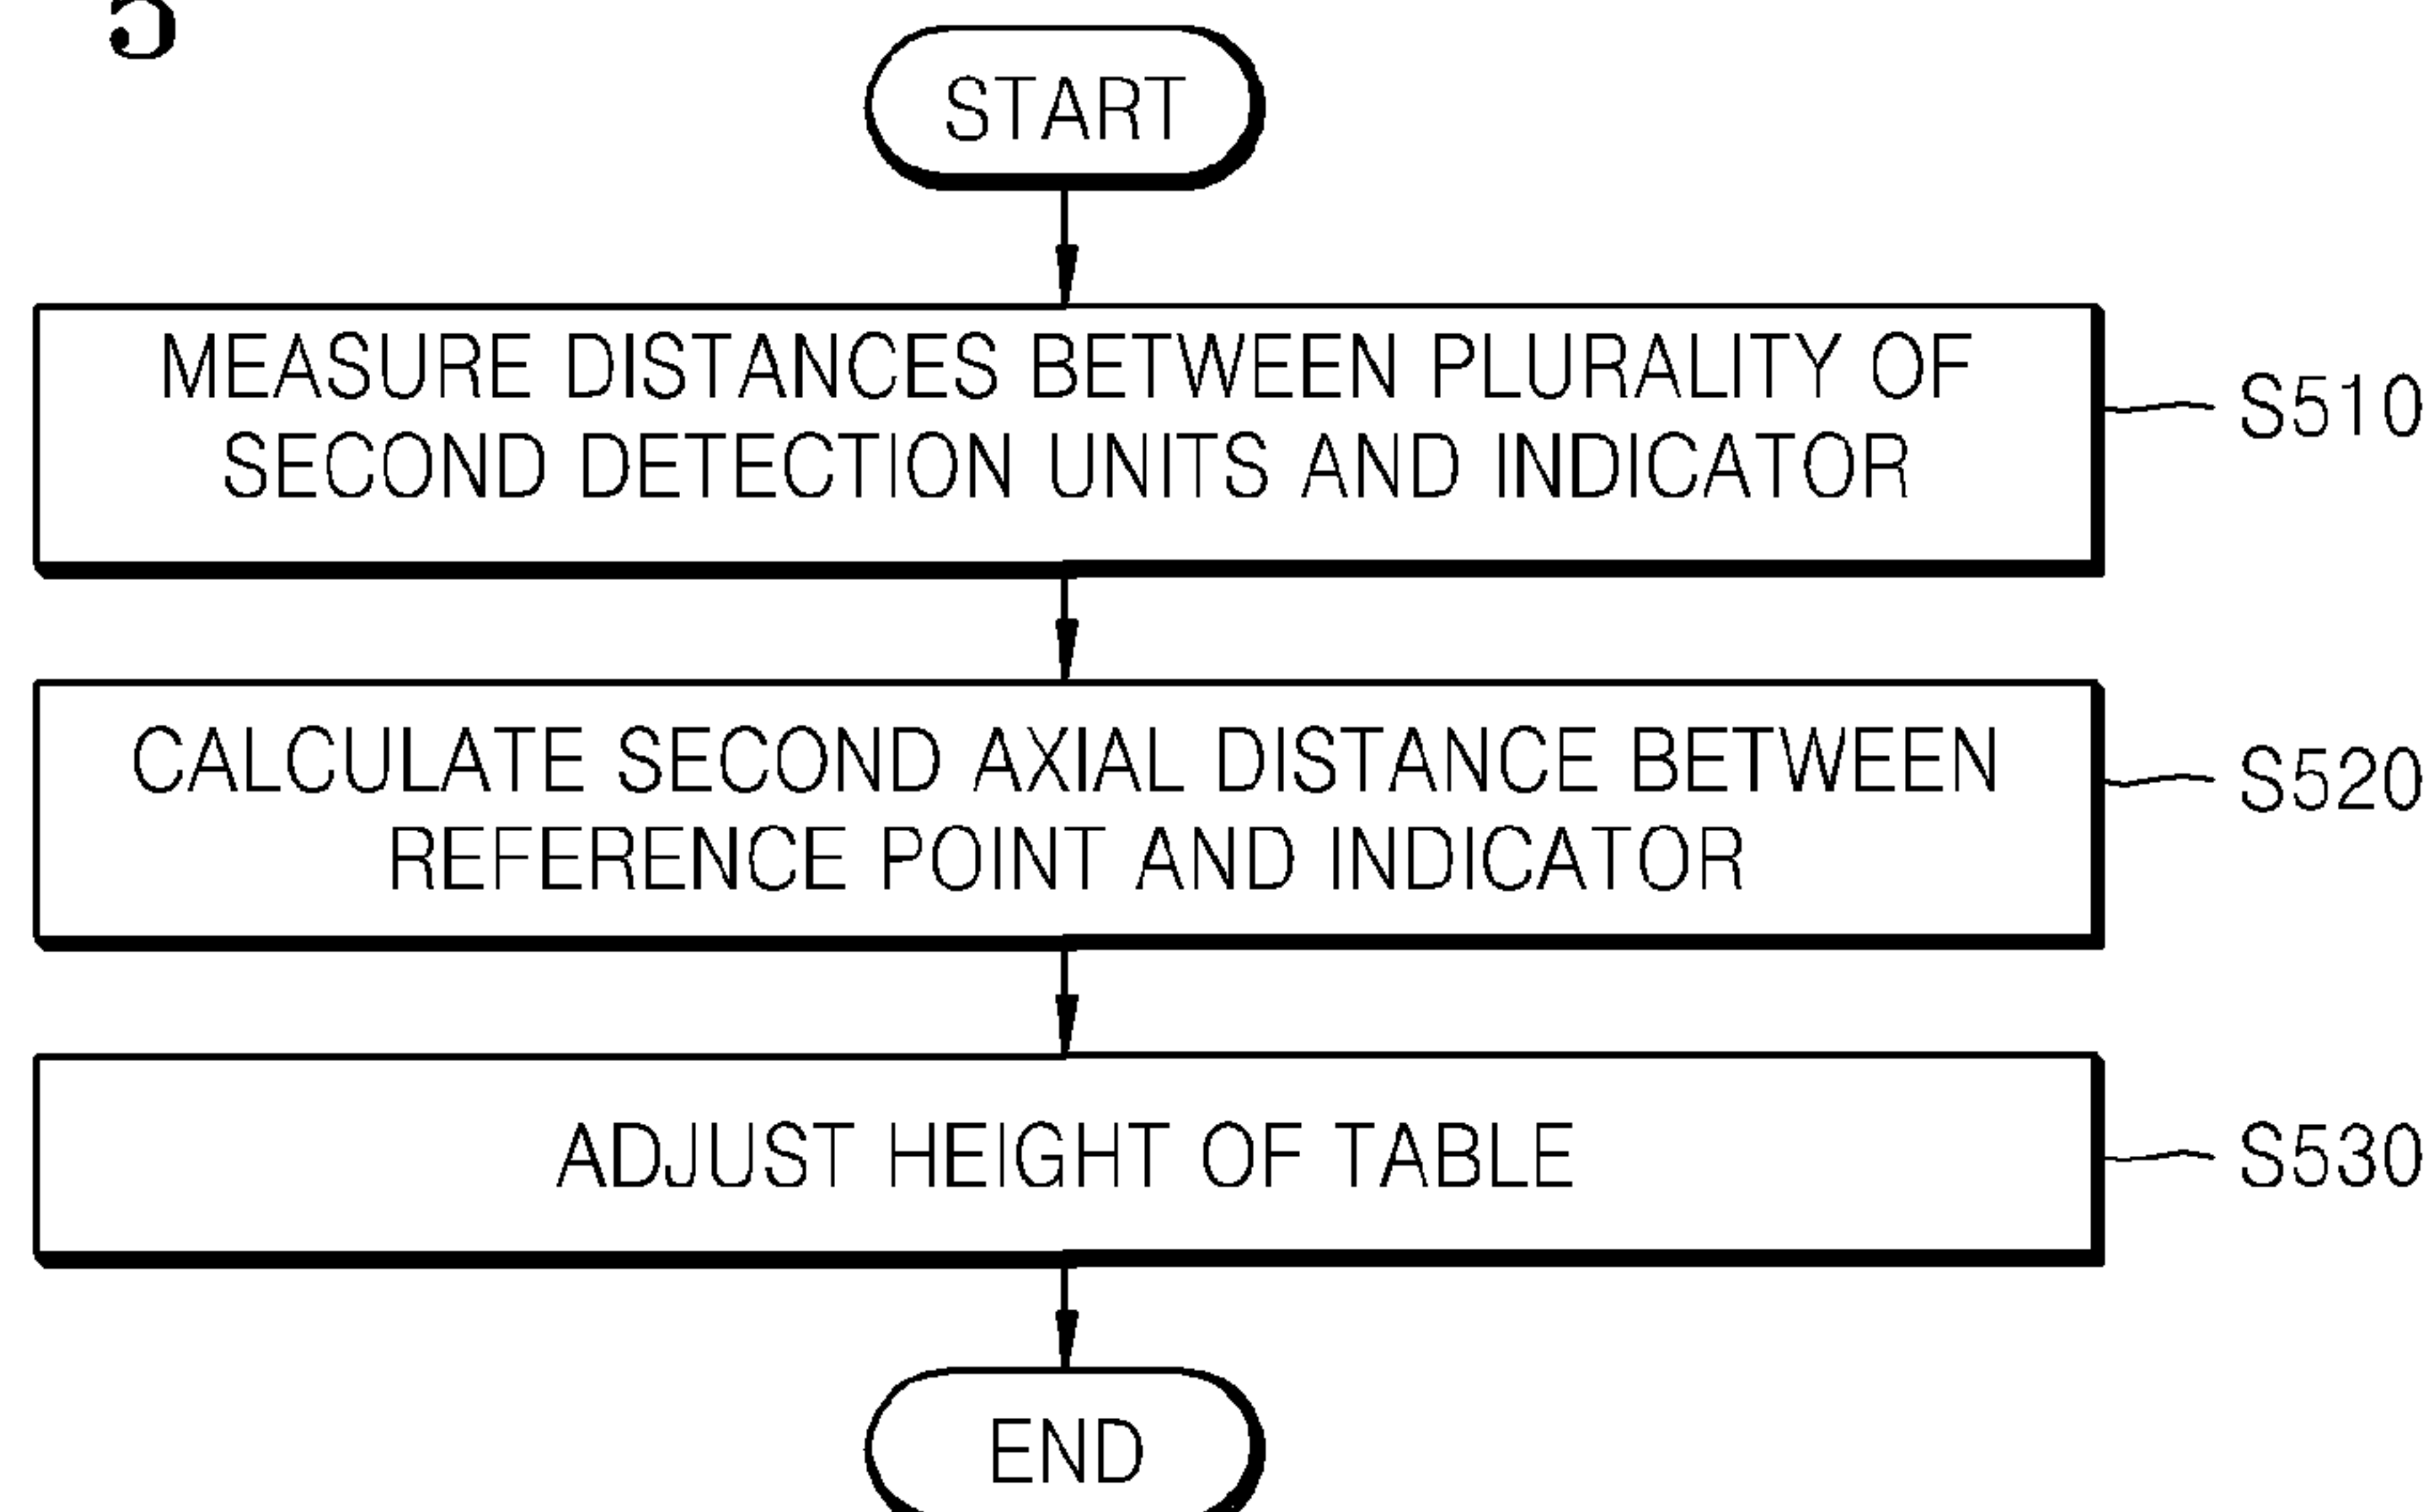 5
START
MEASURE DISTANCES BETWEEN PLURALITY OF
SECOND DETECTION UNITS AND INDICATOR
S510
CALCULATE SECOND AXIAL DISTANCE BETWEEN
REFERENCE POINT AND INDICATOR
S520
ADJUST HEIGHT OF TABLE
S530
END